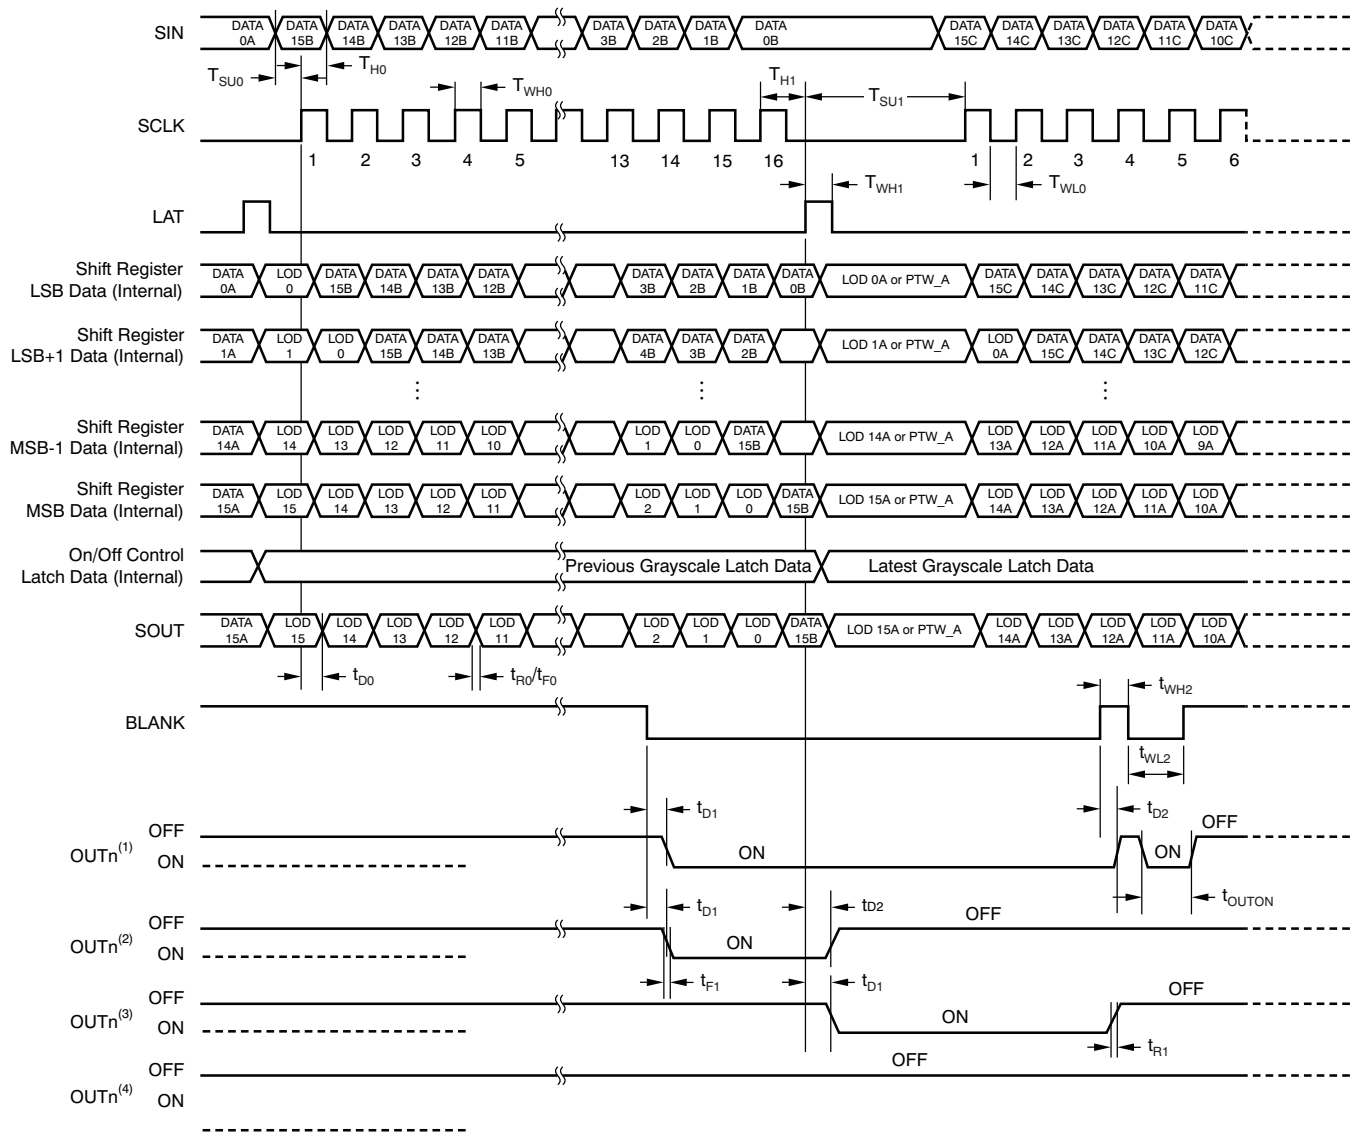 SIN
DATA 0A
DATA 15B
DATA 14B
DATA 13B
DATA 12B
DATA 11B
DATA 3B
DATA 2B
DATA 1B
DATA 0B
DATA 15C
DATA 14C
DATA 13C
DATA 12C
DATA 11C
DATA 10C
TSU0
TH0
TWH0
TH1
TSU1
SCLK
1 2 3 4 5 13 14 15 16 1 2 3 4 5 6
TWH1
TWL0
LAT
Shift Register
LSB Data (Internal)
DATA 0A
LOD 0
DATA 15B
DATA 14B
DATA 13B
DATA 12B
DATA 3B
DATA 2B
DATA 1B
DATA 0B
LOD 0A or PTW_A
DATA 15C
DATA 14C
DATA 13C
DATA 12C
DATA 11C
Shift Register
LSB+1 Data (Internal)
DATA 1A
LOD 1
LOD 0
DATA 15B
DATA 14B
DATA 13B
DATA 4B
DATA 3B
DATA 2B
LOD 1A or PTW_A
LOD 0A
DATA 15C
DATA 14C
DATA 13C
DATA 12C
Shift Register
MSB-1 Data (Internal)
DATA 14A
LOD 14
LOD 13
LOD 12
LOD 11
LOD 10
LOD 1
LOD 0
DATA 15B
LOD 14A or PTW_A
LOD 13A
LOD 12A
LOD 11A
LOD 10A
LOD 9A
Shift Register
MSB Data (Internal)
DATA 15A
LOD 15
LOD 14
LOD 13
LOD 12
LOD 11
LOD 2
LOD 1
LOD 0
DATA 15B
LOD 15A or PTW_A
LOD 14A
LOD 13A
LOD 12A
LOD 11A
LOD 10A
On/Off Control
Latch Data (Internal)
Previous Grayscale Latch Data
Latest Grayscale Latch Data
SOUT
DATA 15A
LOD 15
LOD 14
LOD 13
LOD 12
LOD 11
LOD 2
LOD 1
LOD 0
DATA 15B
LOD 15A or PTW_A
LOD 14A
LOD 13A
LOD 12A
LOD 11A
LOD 10A
tD0
tR0/tF0
tWH2
BLANK
tWL2
tD1
tD2
OFF
OUTn(1)
ON
ON
ON
OFF
tD1
tD2
tOUTON
OFF
OUTn(2)
ON
ON
OFF
tF1
tD1
OFF
OUTn(3)
ON
ON
OFF
tR1
OFF
OUTn(4)
ON
OFF